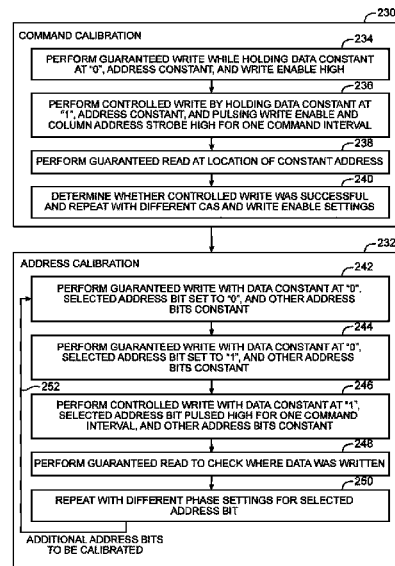 230
COMMAND CALIBRATION
234
PERFORM GUARANTEED WRITE WHILE HOLDING DATA CONSTANT
AT "0", ADDRESS CONSTANT, AND WRITE ENABLE HIGH
236
PERFORM CONTROLLED WRITE BY HOLDING DATA CONSTANT AT
"1", ADDRESS CONSTANT, AND PULSING WRITE ENABLE AND
COLUMN ADDRESS STROBE HIGH FOR ONE COMMAND INTERVAL
238
PERFORM GUARANTEED READ AT LOCATION OF CONSTANT ADDRESS
240
DETERMINE WHETHER CONTROLLED WRITE WAS SUCCESSFUL
AND REPEAT WITH DIFFERENT CAS AND WRITE ENABLE SETTINGS
232
ADDRESS CALIBRATION
242
PERFORM GUARANTEED WRITE WITH DATA CONSTANT AT "0",
SELECTED ADDRESS BIT SET TO "0", AND OTHER ADDRESS
BITS CONSTANT
244
PERFORM GUARANTEED WRITE WITH DATA CONSTANT AT "0",
SELECTED ADDRESS BIT SET TO "1", AND OTHER ADDRESS
BITS CONSTANT
252
246
PERFORM CONTROLLED WRITE WITH DATA CONSTANT AT "1",
SELECTED ADDRESS BIT PULSED HIGH FOR ONE COMMAND
INTERVAL, AND OTHER ADDRESS BITS CONSTANT
248
PERFORM GUARANTEED READ TO CHECK WHERE DATA WAS WRITTEN
250
REPEAT WITH DIFFERENT PHASE SETTINGS FOR SELECTED
ADDRESS BIT
ADDITIONAL ADDRESS BITS
TO BE CALIBRATED